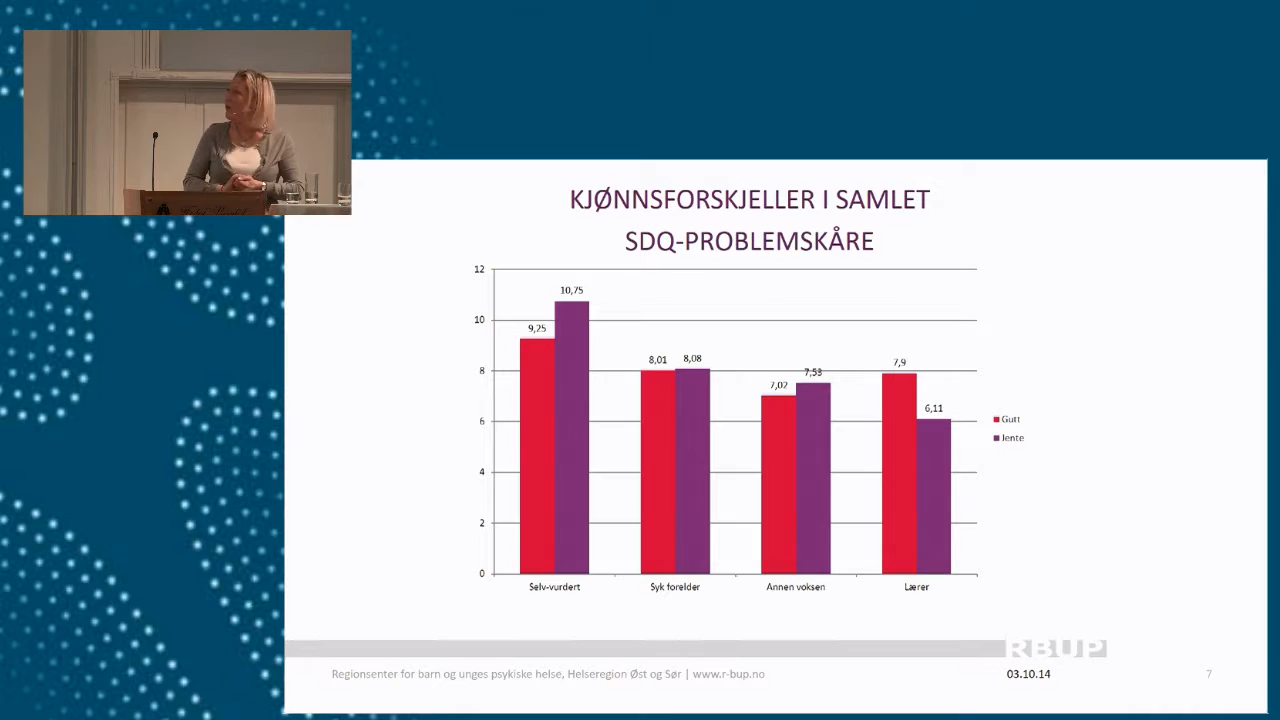 KJØNNSFORSKJELLER I SAMLET
SDQ-PROBLEMSKÅRE
12
10
8
6
4
2
0
9,25
10,75
8,01
8,08
7,02
7,53
7,9
6,11
Selv-vurdert
Syk forelder
Annen voksen
Lærer
Gutt
Jente
RBUP
Regionsenter for barn og unges psykiske helse, Helseregion Øst og Sør | www.r-bup.no
03.10.14
7